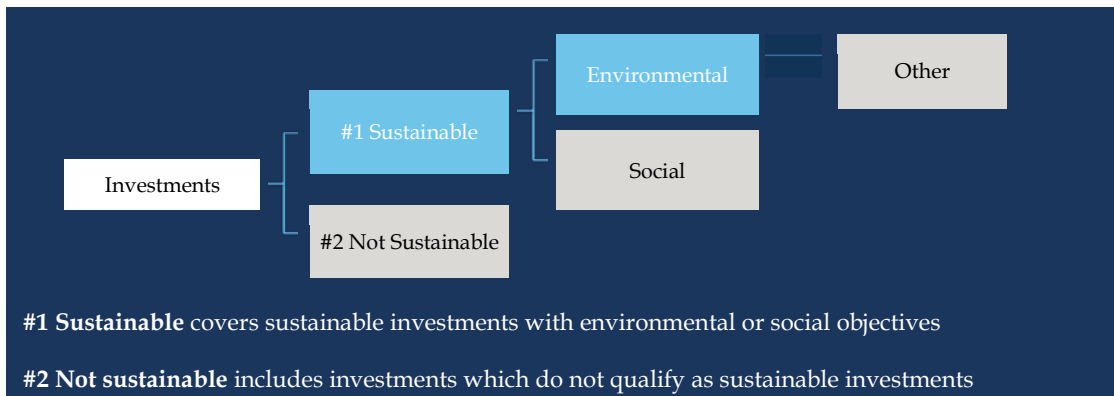 Environmental
Other
#1 Sustainable
Social
Investments
#2 Not Sustainable
#1 Sustainable covers sustainable investments with environmental or social objectives
#2 Not sustainable includes investments which do not qualify as sustainable investments